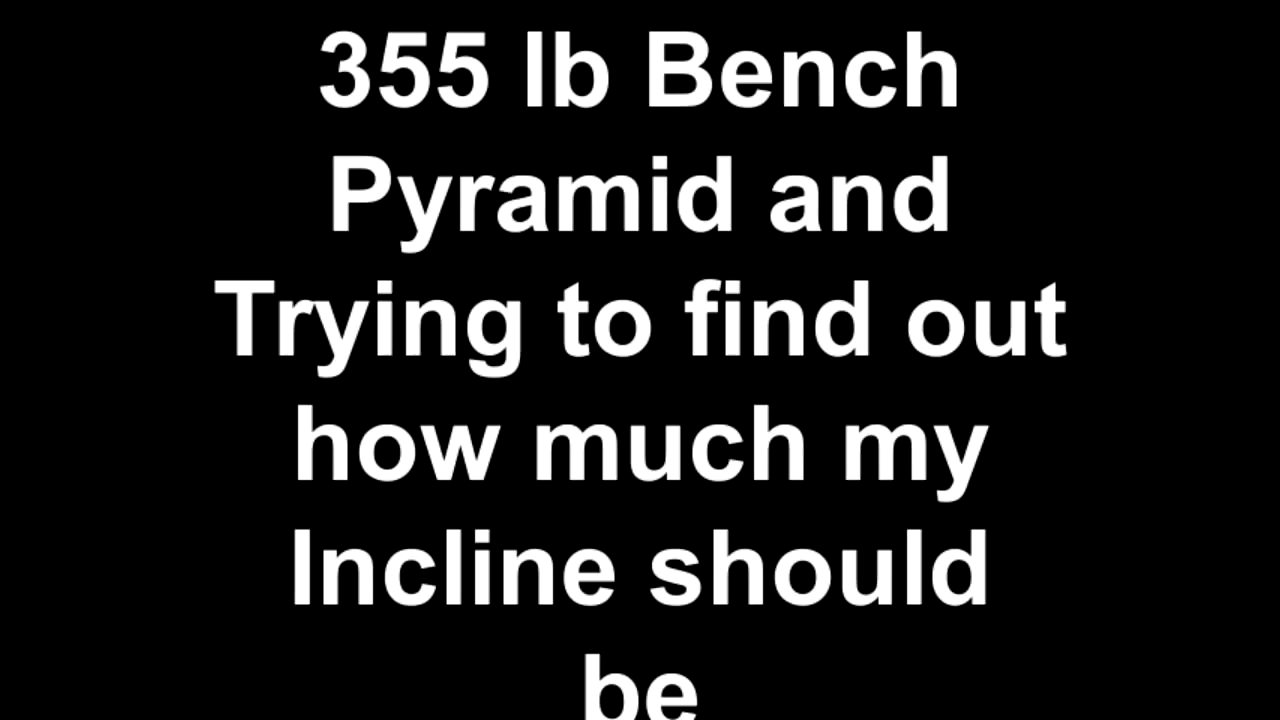 355 lb Bench
Pyramid and
Trying to find out
how much my
Incline should
be